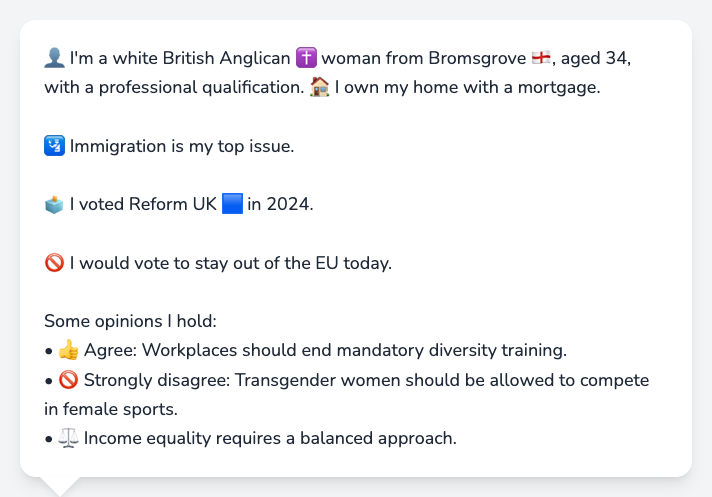 👤 I'm a white British Anglican ✝️ woman from Bromsgrove 🏴󠁧󠁢󠁥󠁮󠁧󠁿, aged 34,
with a professional qualification. 🏠 I own my home with a mortgage.
🛂 Immigration is my top issue.
🗳️ I voted Reform UK 🟦 in 2024.
🚫 I would vote to stay out of the EU today.
Some opinions I hold:
• 👍 Agree: Workplaces should end mandatory diversity training.
• 🚫 Strongly disagree: Transgender women should be allowed to compete
in female sports.
• ⚖️ Income equality requires a balanced approach.